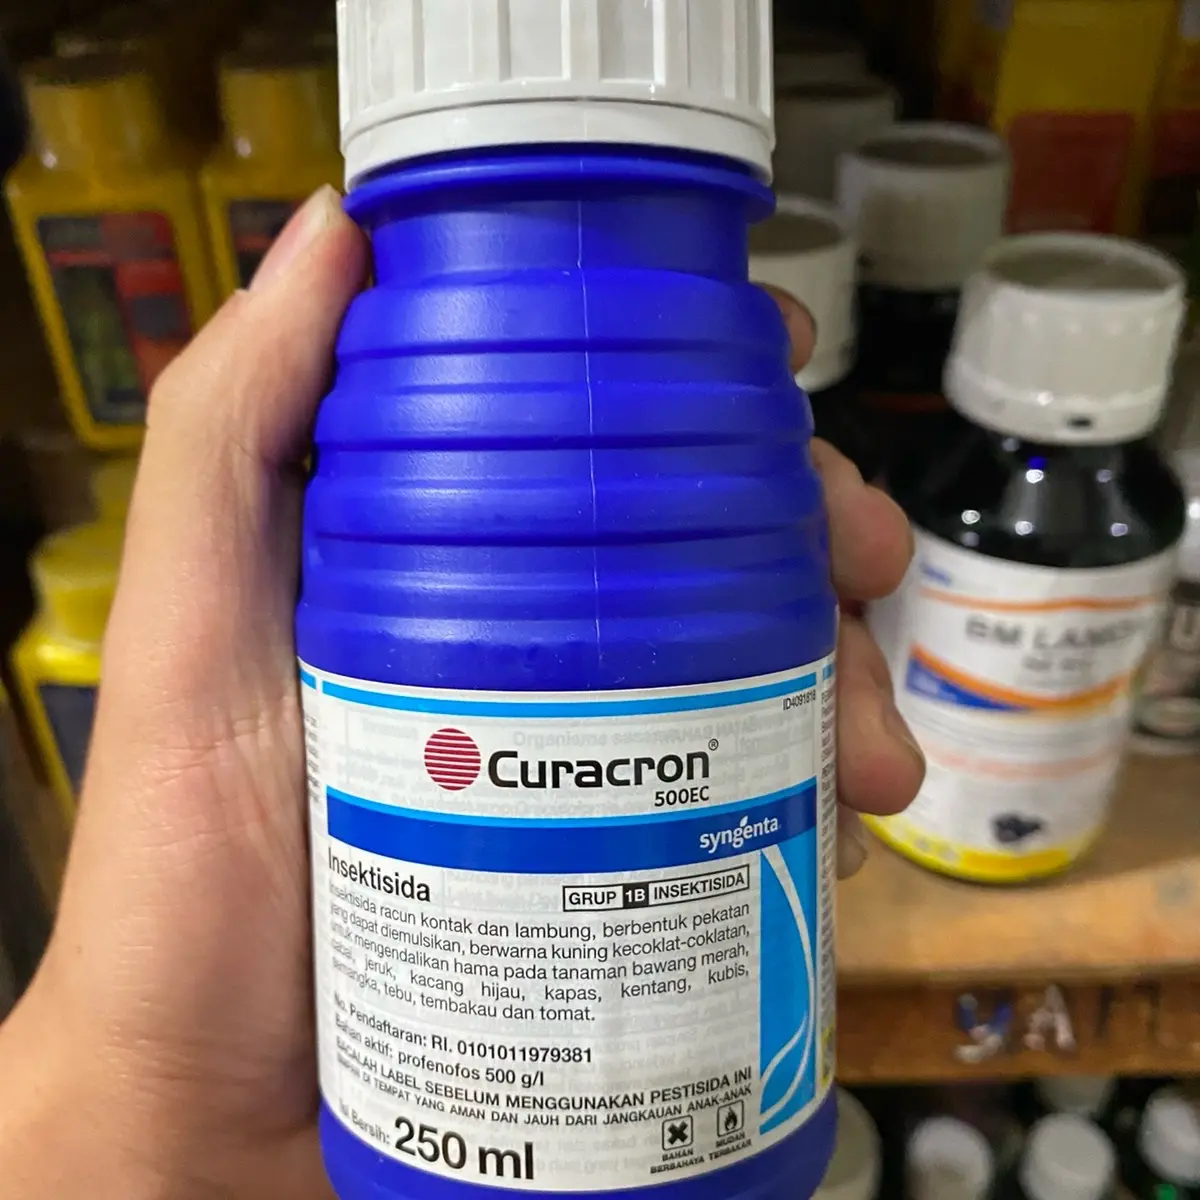 ID4091818
Curacron®
500EC
syngenta
Insektisida
GRUP 1B INSEKTISIDA
Insektisida racun kontak dan lambung, berbentuk pekatan
yang dapat diemulsikan, berwarna kuning kecoklat-coklatan,
untuk mengendalikan hama pada tanaman bawang merah,
cabai, jeruk, kacang hijau, kapas, kentang, kubis,
semangka, tebu, tembakau dan tomat.
No. Pendaftaran: RI. 0101011979381
Bahan aktif: profenofos 500 g/l
BACALAH LABEL SEBELUM MENGGUNAKAN PESTISIDA INI
SIMPAN DI TEMPAT YANG AMAN DAN JAUH DARI JANGKAUAN ANAK-ANAK
Isi Bersih: 250 ml
BAHAN
BERBAHAYA
MUDAH
TERBAKAR
BM